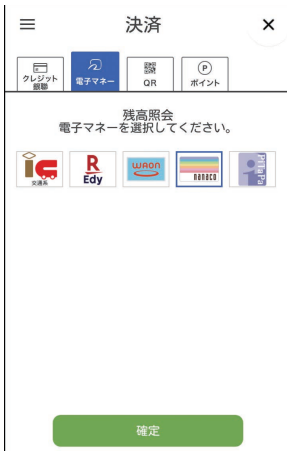 決済
クレジット
銀聯
電子マネー
QR
P
ポイント
残高照会
電子マネーを選択してください。
ic
交通系
R
Edy
WAON
nanaco
PiTaPa
確定